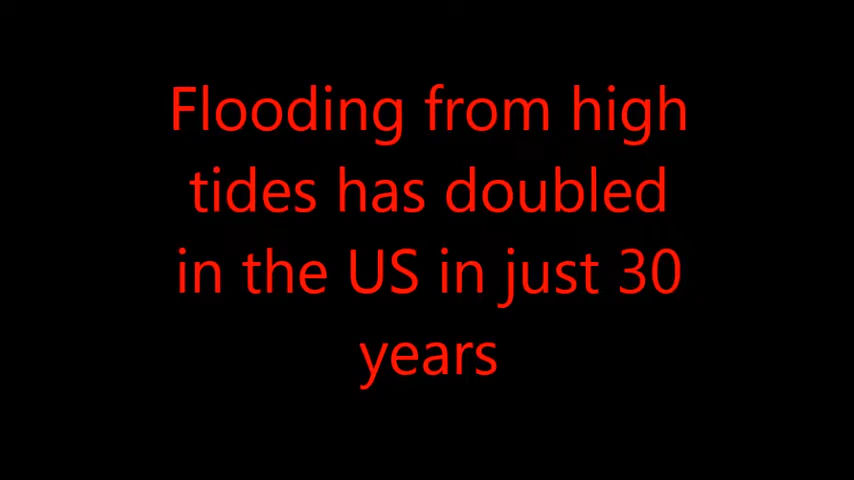 Flooding from high
tides has doubled
in the US in just 30
years